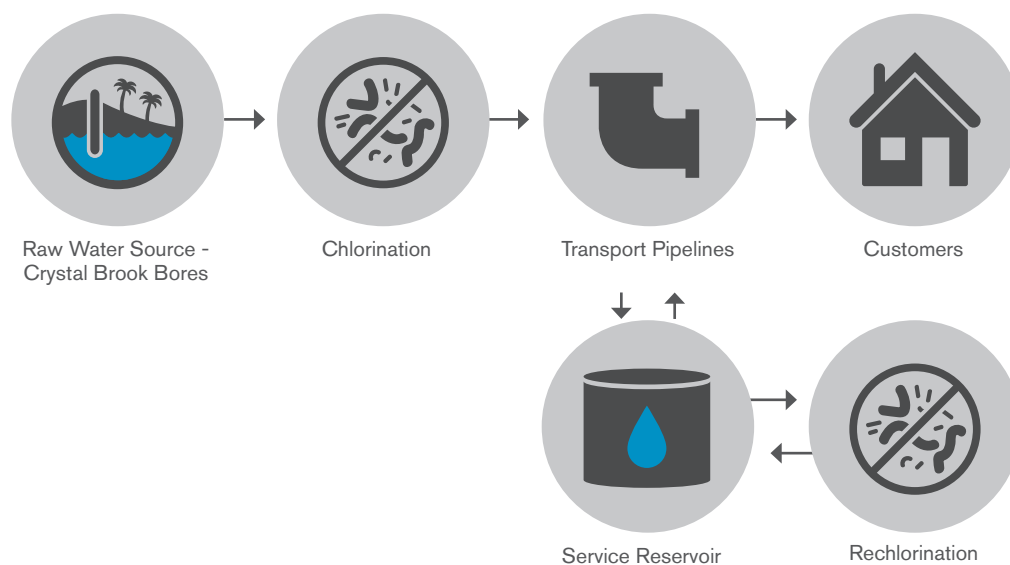 Raw Water Source -
Crystal Brook Bores
Chlorination
Transport Pipelines
Customers
Service Reservoir
Rechlorination